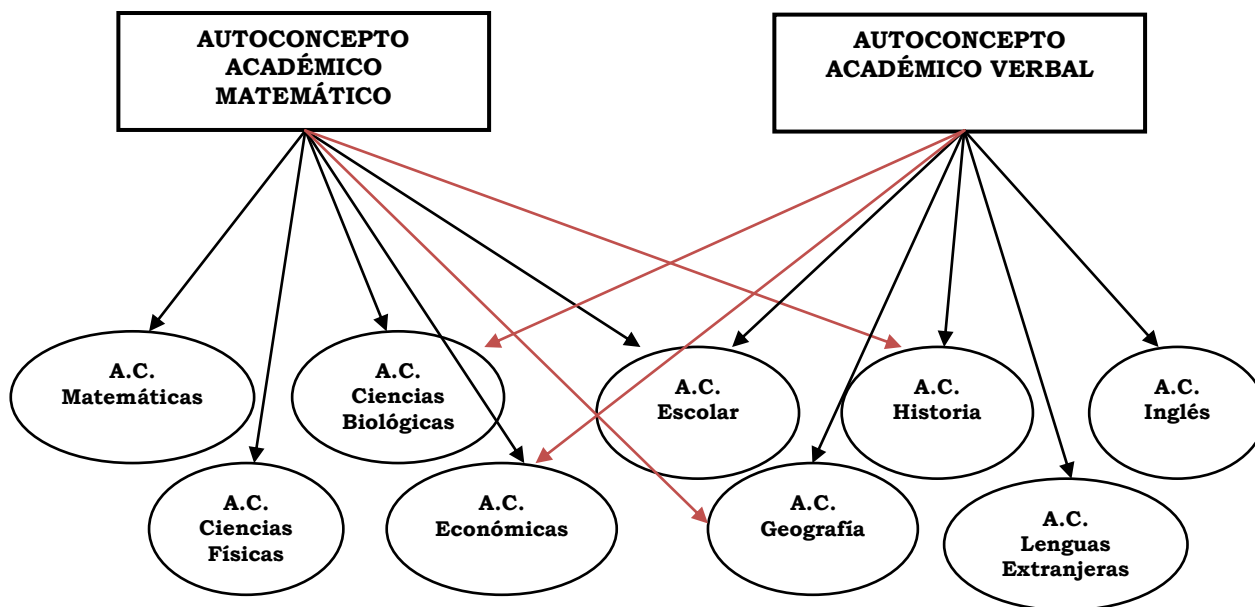 AUTOCONCEPTO
ACADÉMICO
MATEMÁTICO
AUTOCONCEPTO
ACADÉMICO VERBAL
A.C.
Matemáticas
A.C.
Ciencias
Biológicas
A.C.
Escolar
A.C.
Historia
A.C.
Inglés
A.C.
Ciencias
Físicas
A.C.
Económicas
A.C.
Geografía
A.C.
Lenguas
Extranjeras